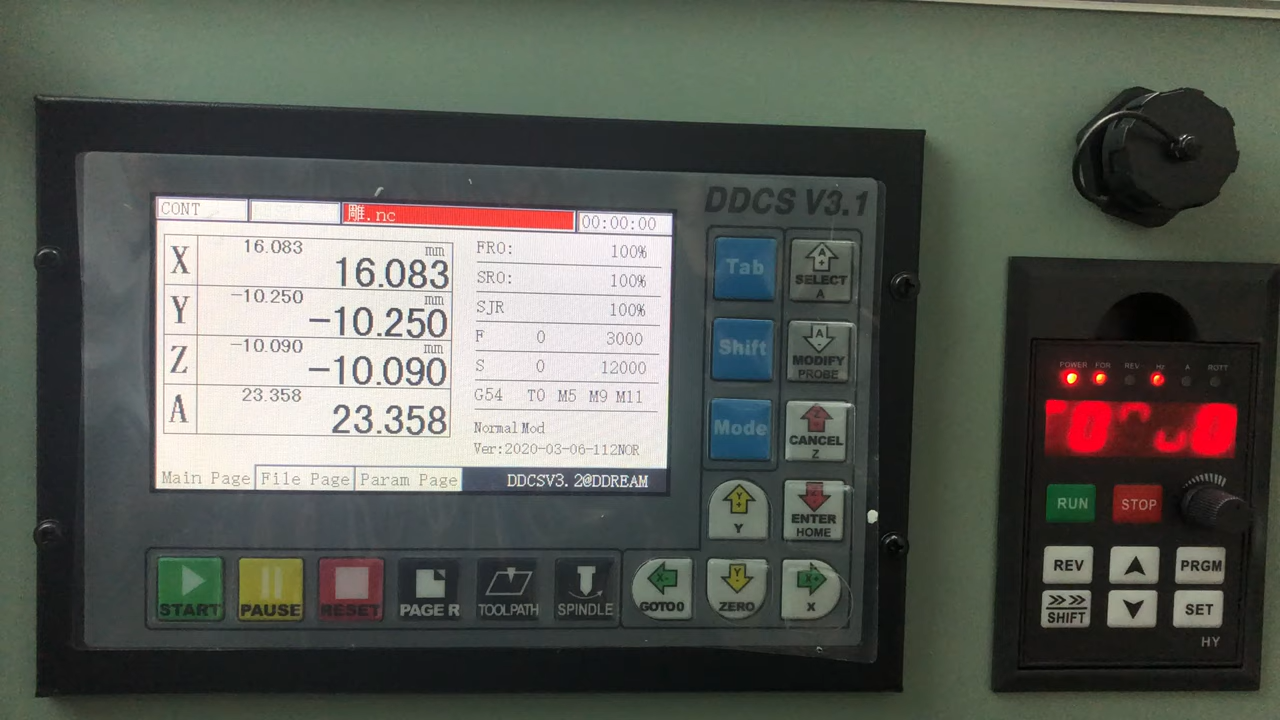 DDCS V3.1
CONT
雕.nc
00:00:00
X 16.083 mm 16.083
Y -10.250 mm -10.250
Z -10.090 mm -10.090
A 23.358 23.358
FRO: 100%
SRO: 100%
SJR 100%
F 0 3000
S 0 12000
G54 T0 M5 M9 M11
Normal Mod
Ver:2020-03-06-112NOR
Main Page File Page Param Page DDCSV3.2@DDREAM
Tab
A+ SELECT A
Shift
A- MODIFY PROBE
Mode
CANCEL Z
Y+ Y
ENTER HOME
START
PAUSE
RESET
PAGE R
TOOLPATH
SPINDLE
X- GOTO0
Y- ZERO
X+ X
POWER FOR REV HZ A ROTT
RUN STOP
REV PRGM
SHIFT SET
HY